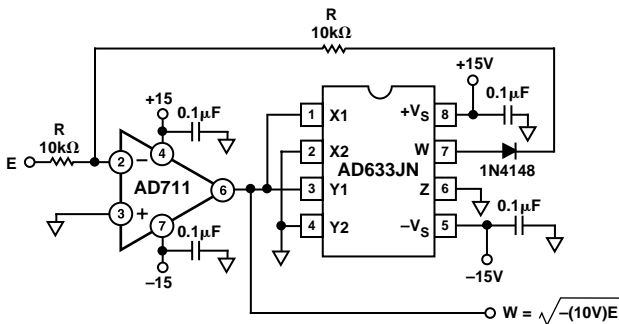 R
10kΩ
+15V
0.1µF
+15
0.1µF
1 X1
+VS 8
R
10kΩ
E
2 –
4
2 X2
W 7
1N4148
AD633JN
AD711
6
3 Y1
Z 6
3 +
7
0.1µF
4 Y2
–VS 5
0.1µF
–15
–15V
W = √–(10V)E